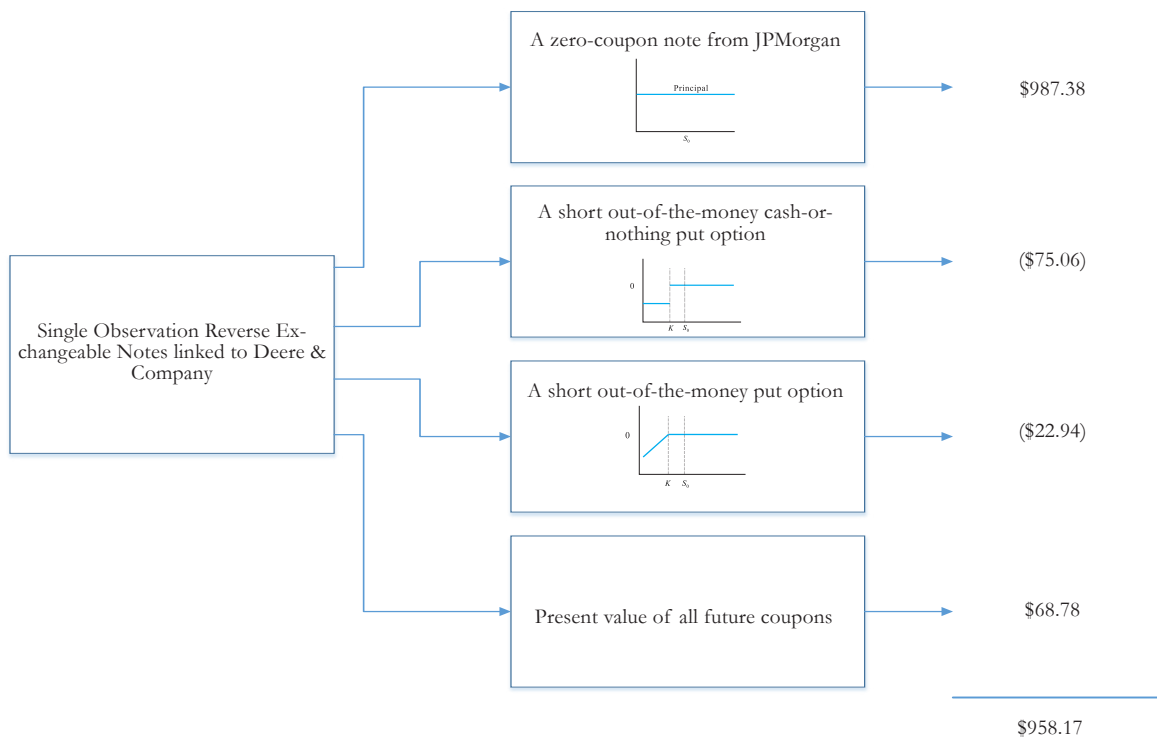 A zero-coupon note from JPMorgan
Principal
S0
$987.38
A short out-of-the-money cash-or-
nothing put option
0
K S0
($75.06)
Single Observation Reverse Ex-
changeable Notes linked to Deere &
Company
A short out-of-the-money put option
0
K S0
($22.94)
Present value of all future coupons
$68.78
$958.17